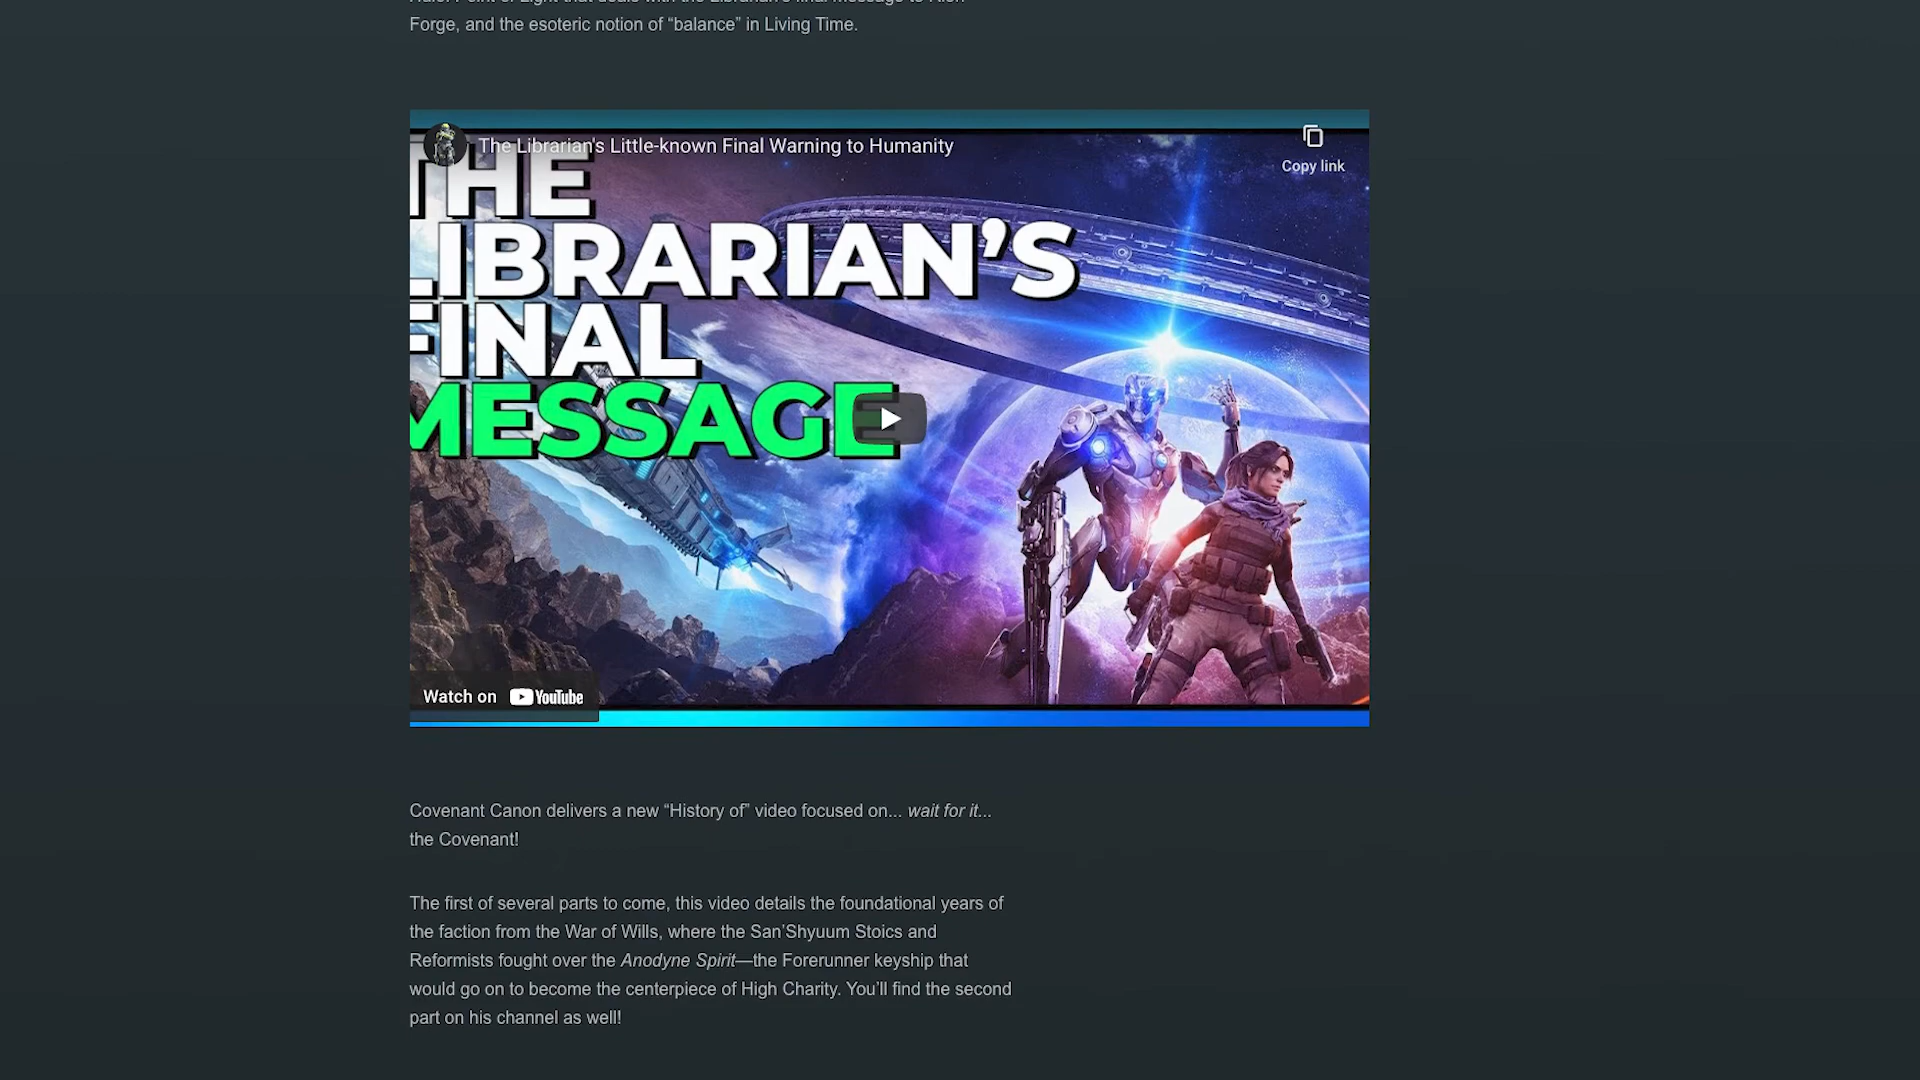 Forge, and the esoteric notion of “balance” in Living Time.
The Librarian's Little-known Final Warning to Humanity
Copy link
THE
LIBRARIAN’S
FINAL
MESSAGE
Watch on YouTube
Covenant Canon delivers a new “History of” video focused on... wait for it...
the Covenant!
The first of several parts to come, this video details the foundational years of
the faction from the War of Wills, where the San’Shyuum Stoics and
Reformists fought over the Anodyne Spirit—the Forerunner keyship that
would go on to become the centerpiece of High Charity. You’ll find the second
part on his channel as well!